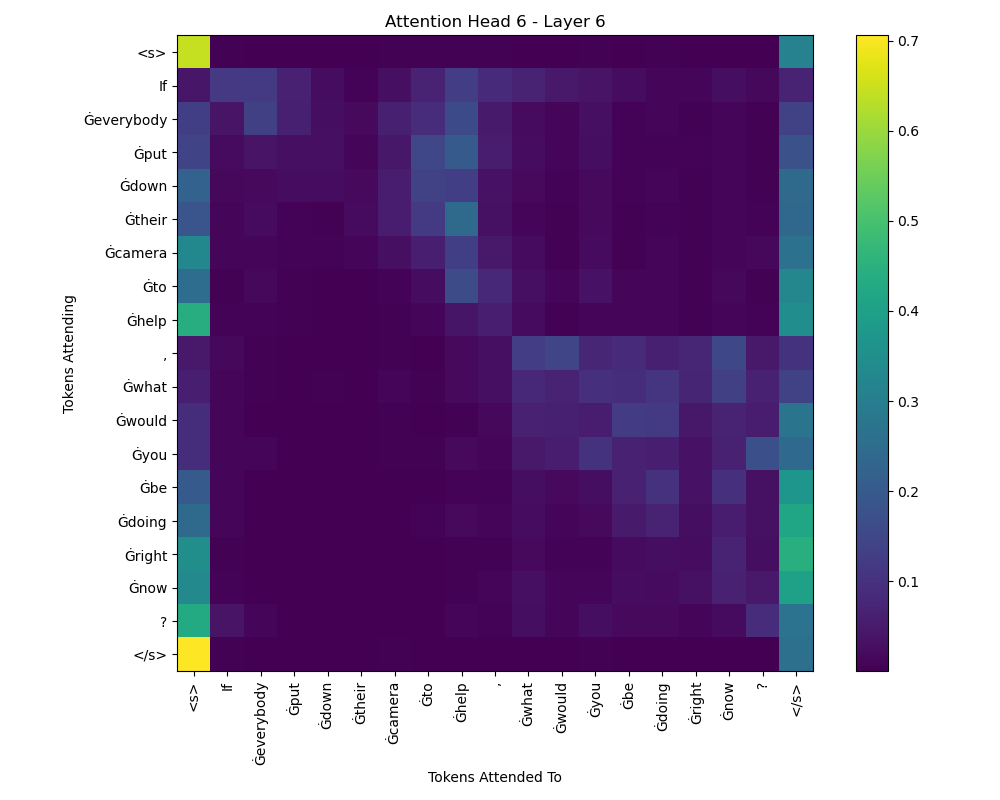 Attention Head 6 - Layer 6
Tokens Attending
<s>
If
Ġeverybody
Ġput
Ġdown
Ġtheir
Ġcamera
Ġto
Ġhelp
,
Ġwhat
Ġwould
Ġyou
Ġbe
Ġdoing
Ġright
Ġnow
?
</s>
<s>
If
Ġeverybody
Ġput
Ġdown
Ġtheir
Ġcamera
Ġto
Ġhelp
,
Ġwhat
Ġwould
Ġyou
Ġbe
Ġdoing
Ġright
Ġnow
?
</s>
Tokens Attended To
0.7
0.6
0.5
0.4
0.3
0.2
0.1